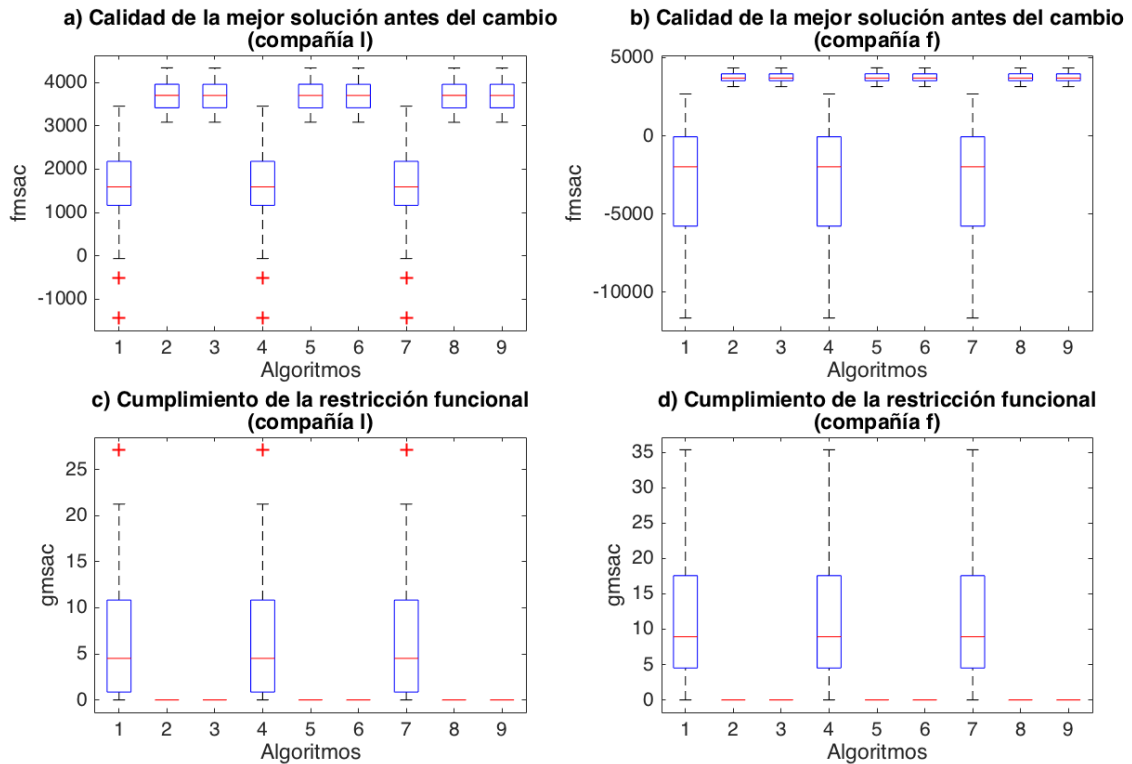 a) Calidad de la mejor solución antes del cambio
(compañía l)
4000
3000
2000
1000
0
-1000
fmsac
1 2 3 4 5 6 7 8 9
Algoritmos
b) Calidad de la mejor solución antes del cambio
(compañía f)
5000
0
-5000
-10000
fmsac
1 2 3 4 5 6 7 8 9
Algoritmos
c) Cumplimiento de la restricción funcional
(compañía l)
25
20
15
10
5
0
gmsac
1 2 3 4 5 6 7 8 9
Algoritmos
d) Cumplimiento de la restricción funcional
(compañía f)
35
30
25
20
15
10
5
0
gmsac
1 2 3 4 5 6 7 8 9
Algoritmos